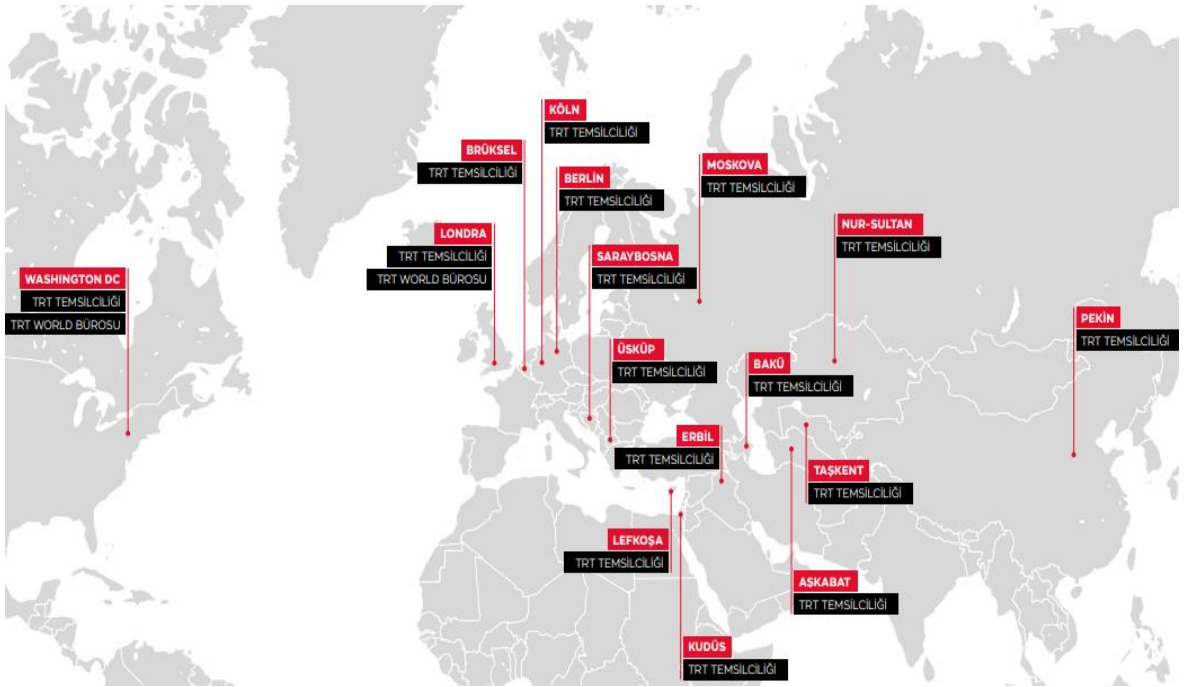 KÖLN
TRT TEMSİLCİLİĞİ
BRÜKSEL
TRT TEMSİLCİLİĞİ
BERLİN
TRT TEMSİLCİLİĞİ
MOSKOVA
TRT TEMSİLCİLİĞİ
NUR-SULTAN
TRT TEMSİLCİLİĞİ
LONDRA
TRT TEMSİLCİLİĞİ
TRT WORLD BÜROSU
SARAYBOSNA
TRT TEMSİLCİLİĞİ
WASHINGTON DC
TRT TEMSİLCİLİĞİ
TRT WORLD BÜROSU
PEKİN
TRT TEMSİLCİLİĞİ
ÜSKÜP
TRT TEMSİLCİLİĞİ
BAKÜ
TRT TEMSİLCİLİĞİ
ERBİL
TRT TEMSİLCİLİĞİ
TAŞKENT
TRT TEMSİLCİLİĞİ
LEFKOŞA
TRT TEMSİLCİLİĞİ
AŞKABAT
TRT TEMSİLCİLİĞİ
KUDÜS
TRT TEMSİLCİLİĞİ